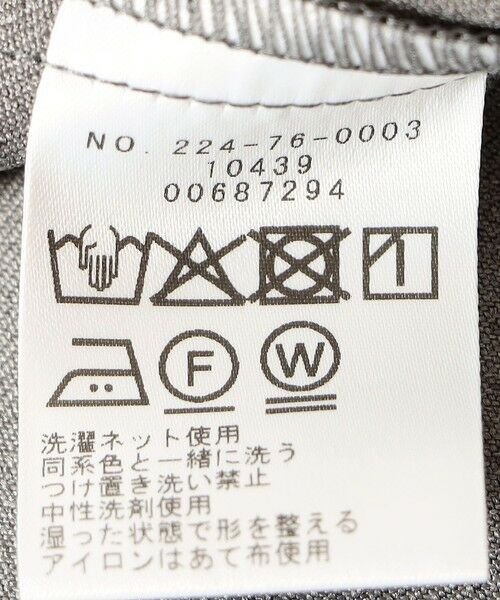 NO. 224-76-0003
10439
00687294
F
W
洗濯ネット使用
同系色と一緒に洗う
つけ置き洗い禁止
中性洗剤使用
湿った状態で形を整える
アイロンはあて布使用